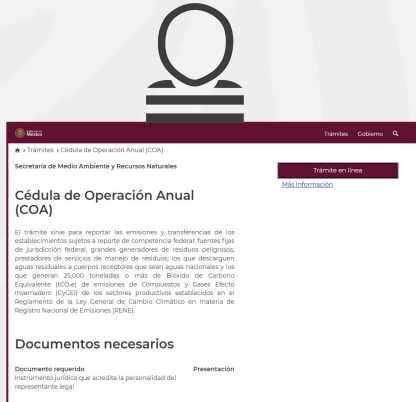 México
Trámites Gobierno
> Trámites > Cédula de Operación Anual (COA)
Secretaría de Medio Ambiente y Recursos Naturales
Trámite en línea
Más Información
Cédula de Operación Anual
(COA)
El trámite sirve para reportar las emisiones y transferencias de los
establecimientos sujetos a reporte de competencia federal: fuentes fijas
de jurisdicción federal, grandes generadores de residuos peligrosos,
prestadores de servicios de manejo de residuos, los que descarguen
aguas residuales a cuerpos receptores que sean aguas nacionales y los
que generan 25,000 toneladas o más de Bióxido de Carbono
Equivalente (tCO₂e) de emisiones de Compuestos y Gases Efecto
Invernadero (CyGEI) de los sectores productivos establecidos en el
Reglamento de la Ley General de Cambio Climático en materia de
Registro Nacional de Emisiones (RENE).
Documentos necesarios
Documento requerido Presentación
Instrumento jurídico que acredite la personalidad del
representante legal